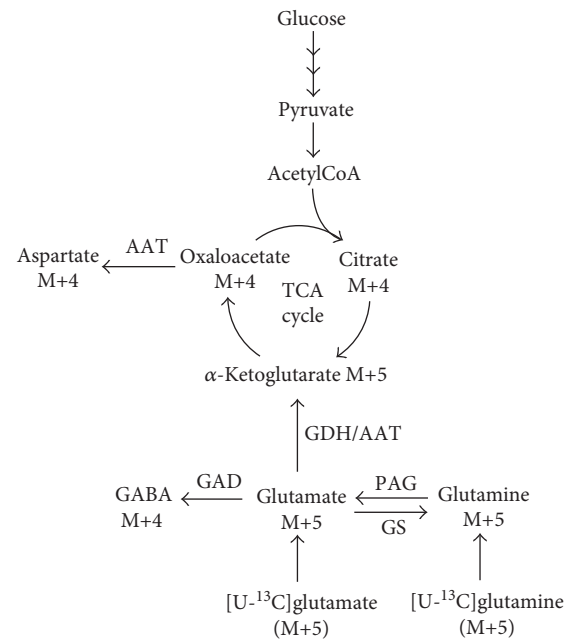 Glucose
Pyruvate
AcetylCoA
Aspartate
M+4
AAT
Oxaloacetate
M+4
Citrate
M+4
TCA
cycle
α-Ketoglutarate M+5
GDH/AAT
GABA
M+4
GAD
Glutamate
M+5
PAG
GS
Glutamine
M+5
[U-¹³C]glutamate
(M+5)
[U-¹³C]glutamine
(M+5)